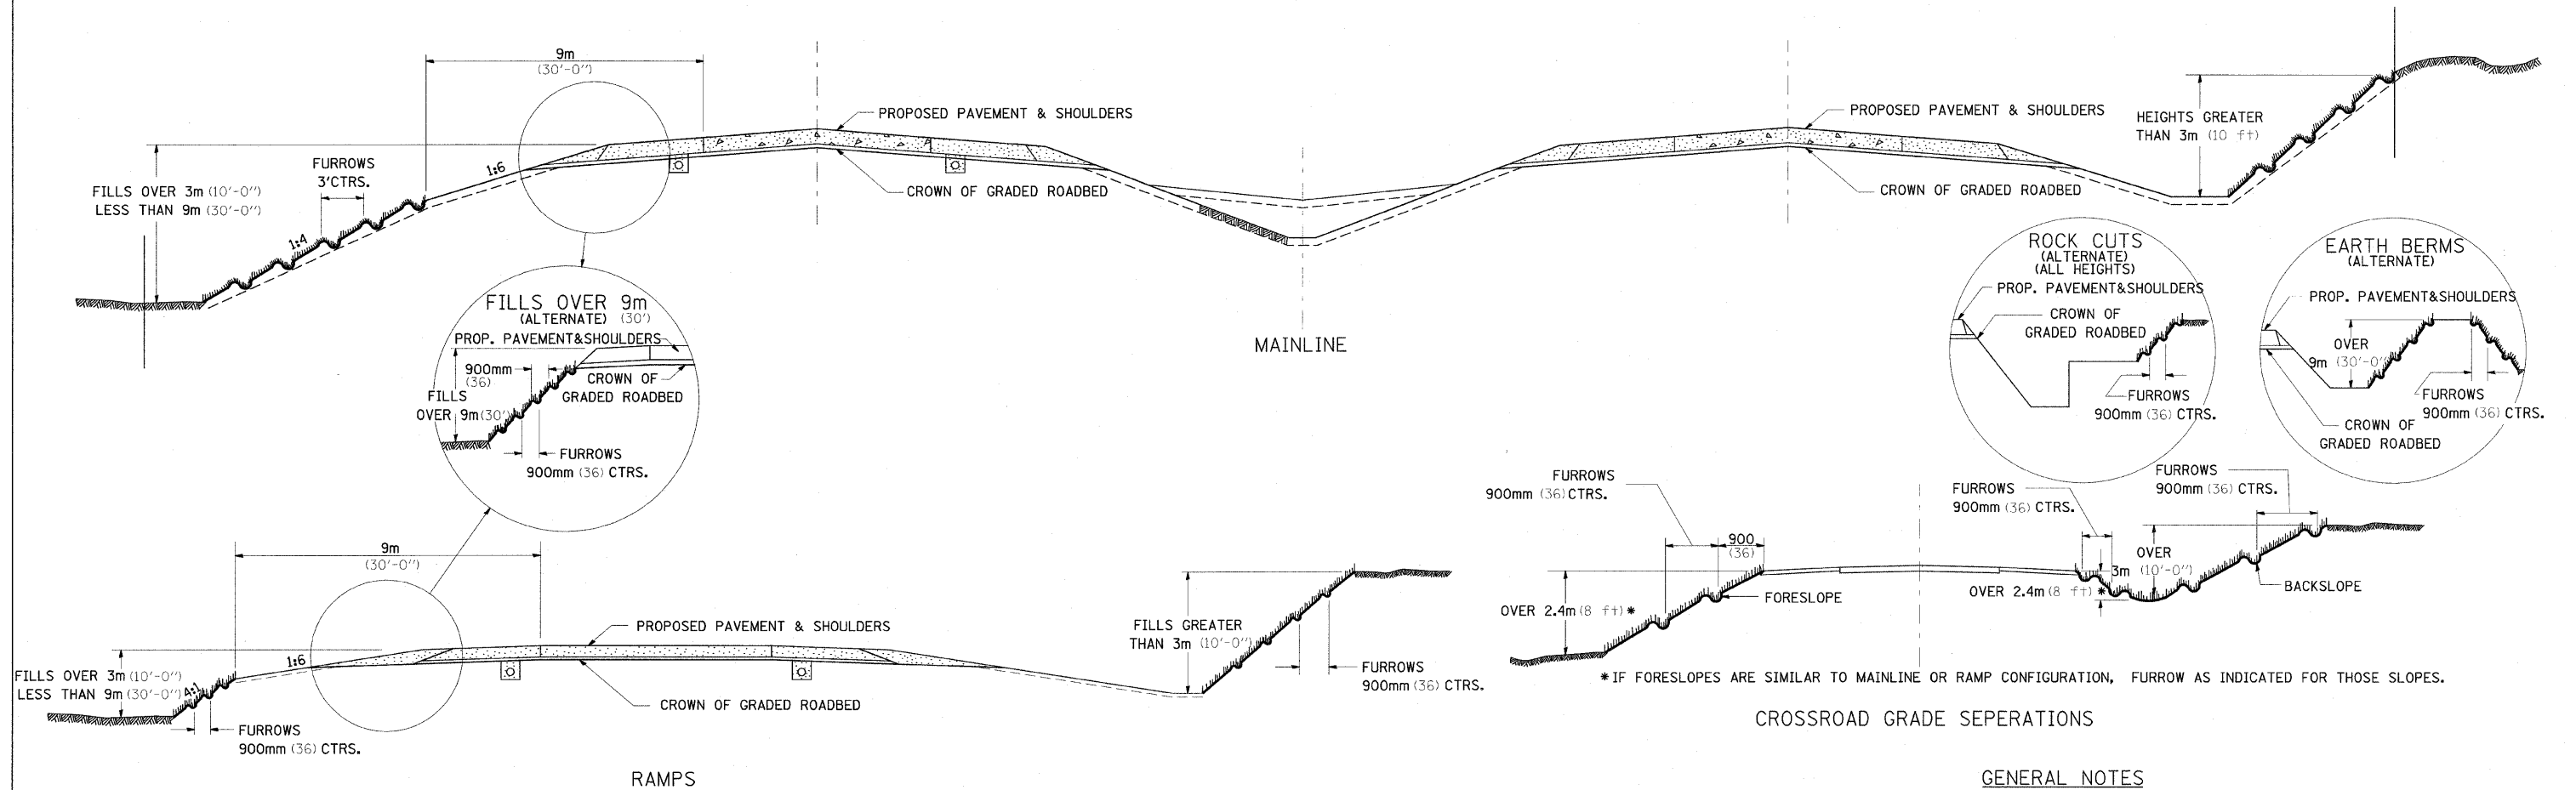 9m
(30'-0")
PROPOSED PAVEMENT & SHOULDERS
CROWN OF GRADED ROADBED
FURROWS
3'CTRS.
1:6
1:4
FILLS OVER 3m (10'-0")
LESS THAN 9m (30'-0")
PROPOSED PAVEMENT & SHOULDERS
CROWN OF GRADED ROADBED
HEIGHTS GREATER
THAN 3m (10 ft)
MAINLINE
FILLS OVER 9m
(ALTERNATE) (30')
PROP. PAVEMENT&SHOULDERS
900mm
(36)
CROWN OF
GRADED ROADBED
FILLS
OVER 9m(30')
FURROWS
900mm (36) CTRS.
ROCK CUTS
(ALTERNATE)
(ALL HEIGHTS)
PROP. PAVEMENT&SHOULDERS
CROWN OF
GRADED ROADBED
FURROWS
900mm (36) CTRS.
EARTH BERMS
(ALTERNATE)
PROP. PAVEMENT&SHOULDERS
OVER
9m (30'-0")
FURROWS
900mm (36) CTRS.
CROWN OF
GRADED ROADBED
9m
(30'-0")
1:6
4:1
FILLS OVER 3m (10'-0")
LESS THAN 9m (30'-0")
FURROWS
900mm (36) CTRS.
PROPOSED PAVEMENT & SHOULDERS
CROWN OF GRADED ROADBED
FILLS GREATER
THAN 3m (10'-0")
FURROWS
900mm (36) CTRS.
RAMPS
FURROWS
900mm (36) CTRS.
900
(36)
OVER 2.4m (8 ft) *
FORESLOPE
FURROWS
900mm (36) CTRS.
FURROWS
900mm (36) CTRS.
OVER
3m (10'-0")
OVER 2.4m (8 ft) *
BACKSLOPE
*IF FORESLOPES ARE SIMILAR TO MAINLINE OR RAMP CONFIGURATION, FURROW AS INDICATED FOR THOSE SLOPES.
CROSSROAD GRADE SEPERATIONS
GENERAL NOTES